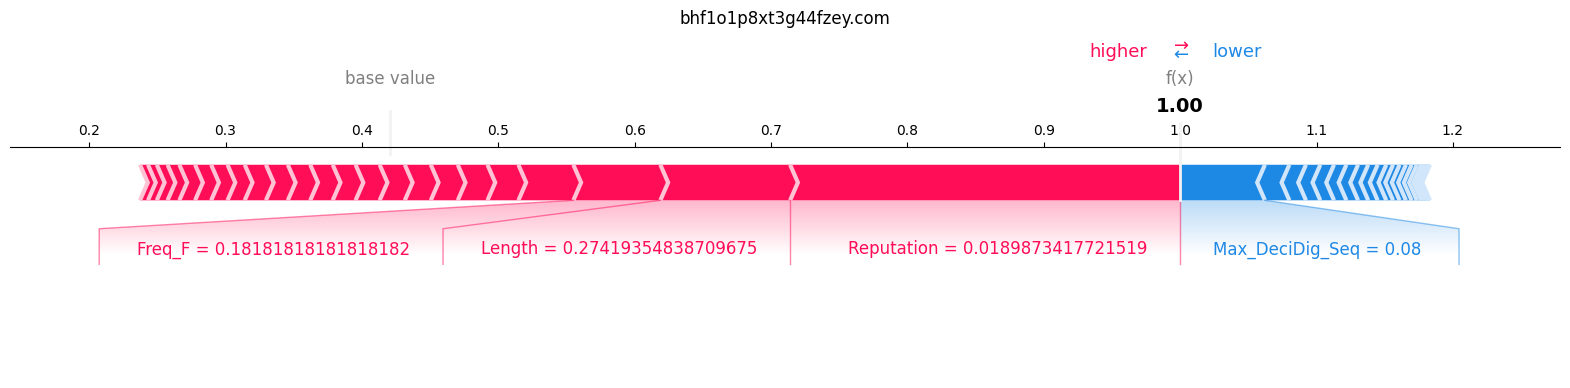 bhf1o1p8xt3g44fzey.com
higher → ← lower
base value f(x)
1.00
0.2 0.3 0.4 0.5 0.6 0.7 0.8 0.9 1.0 1.1 1.2
Freq_F = 0.18181818181818182 Length = 0.27419354838709675 Reputation = 0.0189873417721519 Max_DeciDig_Seq = 0.08